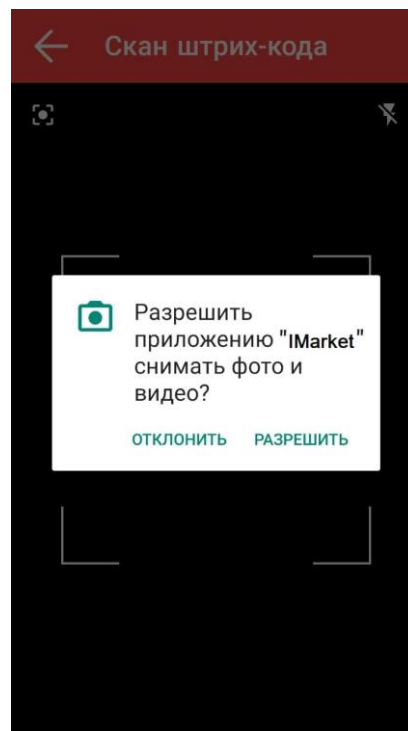 Скан штрих-кода
Разрешить
приложению "IMarket"
снимать фото и
видео?
ОТКЛОНИТЬ РАЗРЕШИТЬ